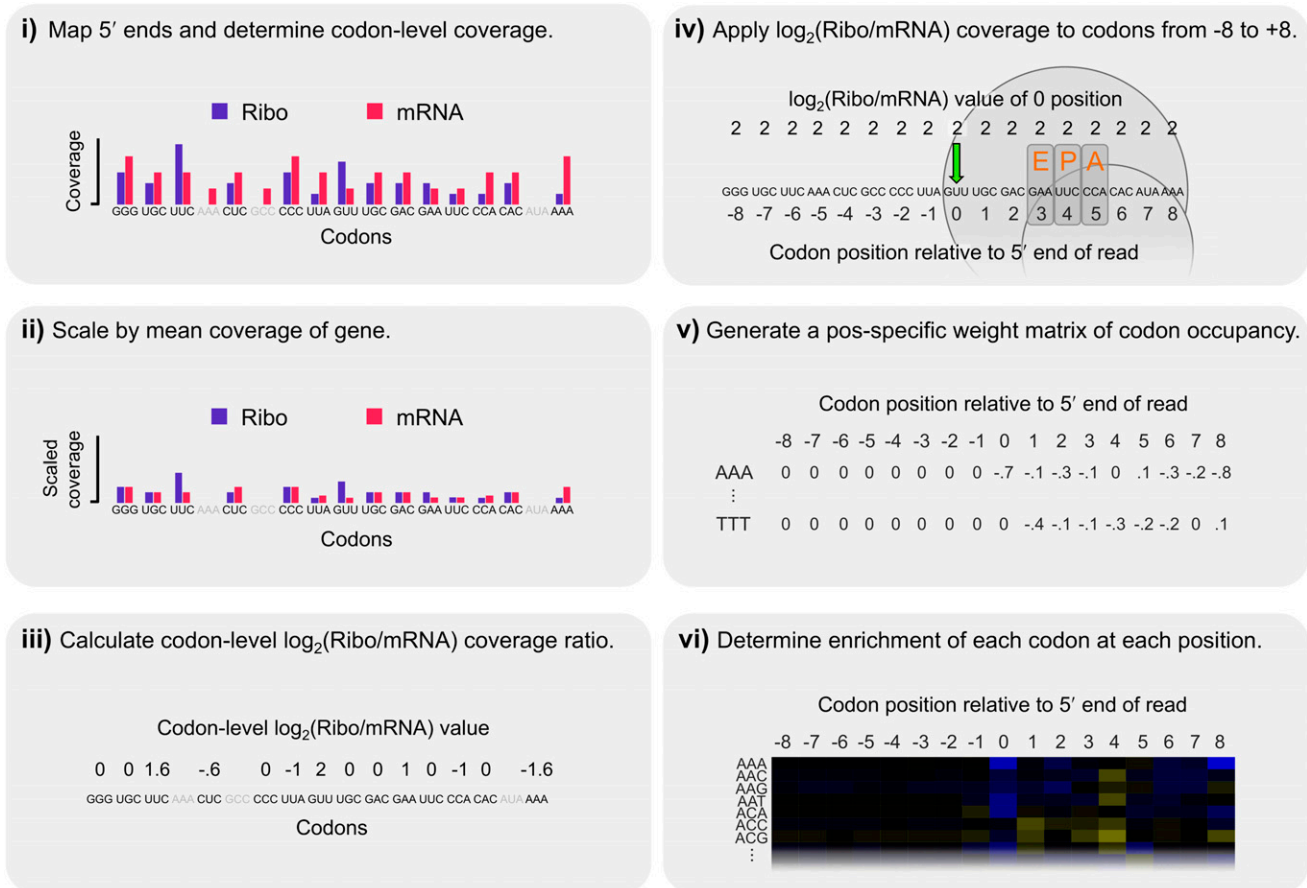 i) Map 5′ ends and determine codon-level coverage.
Ribo mRNA
Coverage
GGG UGC UUC AAA CUC GCC CCC UUA GUU UGC GAC GAA UUC CCA CAC AUA AAA
Codons
ii) Scale by mean coverage of gene.
Ribo mRNA
Scaled
coverage
GGG UGC UUC AAA CUC GCC CCC UUA GUU UGC GAC GAA UUC CCA CAC AUA AAA
Codons
iii) Calculate codon-level log₂(Ribo/mRNA) coverage ratio.
Codon-level log₂(Ribo/mRNA) value
0 0 1.6 -.6 0 -1 2 0 0 1 0 -1 0 -1.6
GGG UGC UUC AAA CUC GCC CCC UUA GUU UGC GAC GAA UUC CCA CAC AUA AAA
Codons
iv) Apply log₂(Ribo/mRNA) coverage to codons from -8 to +8.
log₂(Ribo/mRNA) value of 0 position
2 2 2 2 2 2 2 2 2 2 2 2 2 2 2 2 2
E P A
GGG UGC UUC AAA CUC GCC CCC UUA GUU UGC GAC GAA UUC CCA CAC AUA AAA
-8 -7 -6 -5 -4 -3 -2 -1 0 1 2 3 4 5 6 7 8
Codon position relative to 5′ end of read
v) Generate a pos-specific weight matrix of codon occupancy.
Codon position relative to 5′ end of read
-8 -7 -6 -5 -4 -3 -2 -1 0 1 2 3 4 5 6 7 8
AAA 0 0 0 0 0 0 0 0 -.7 -.1 -.3 -.1 0 .1 -.3 -.2 -.8
⋮
TTT 0 0 0 0 0 0 0 0 0 -.4 -.1 -.1 -.3 -.2 -.2 0 .1
vi) Determine enrichment of each codon at each position.
Codon position relative to 5′ end of read
-8 -7 -6 -5 -4 -3 -2 -1 0 1 2 3 4 5 6 7 8
AAA
AAC
AAG
AAT
ACA
ACC
ACG
⋮